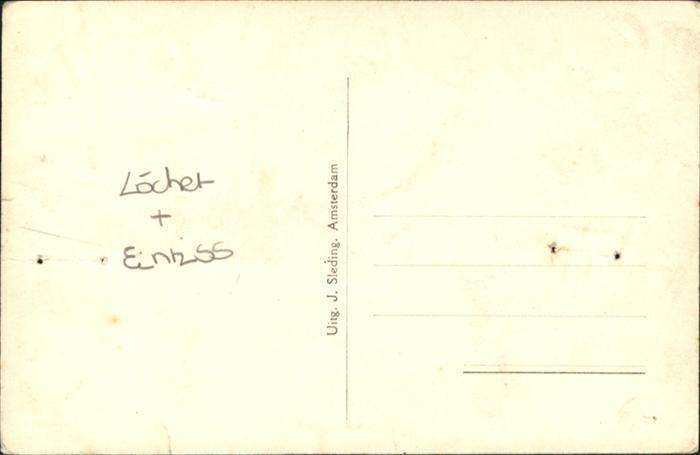 Löcher
+
Einriss
Uitg. J. Sleding, Amsterdam